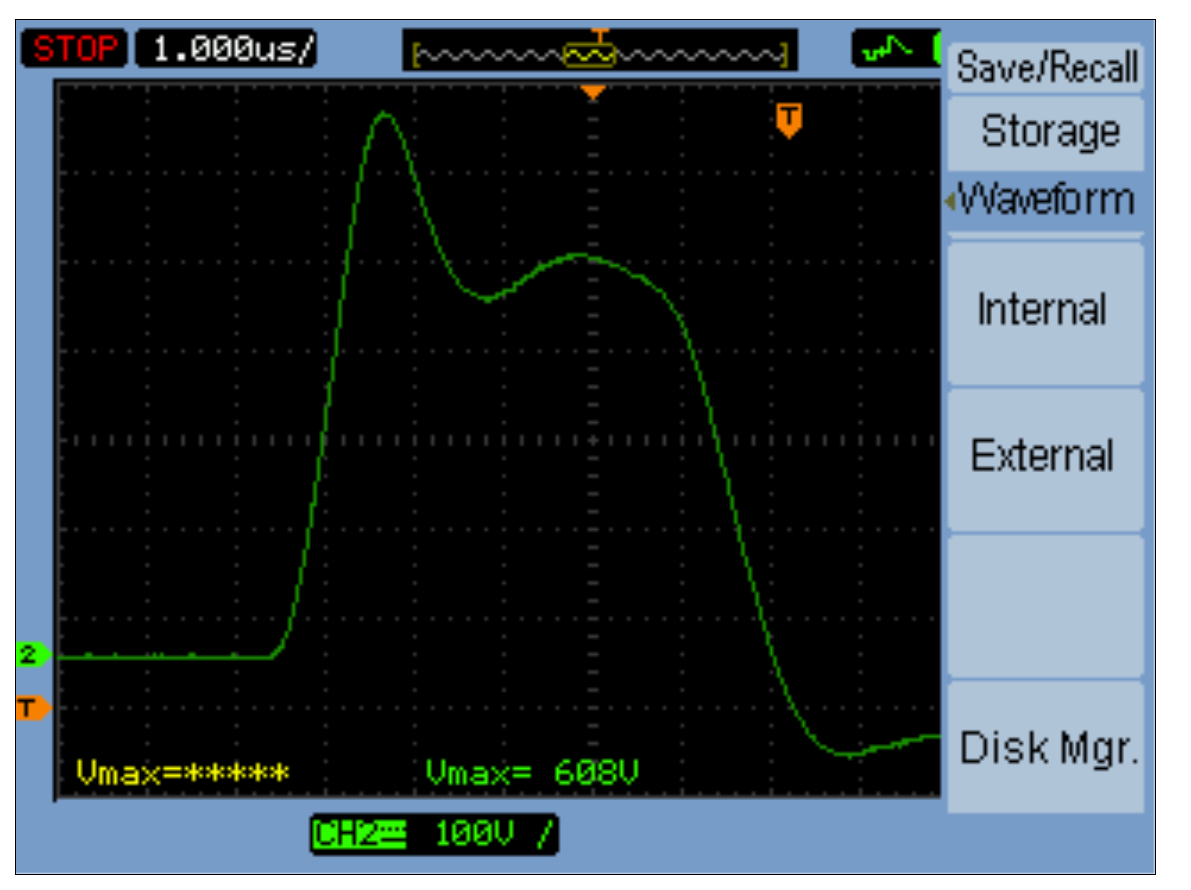 STOP 1.000us/ T
Save/Recall
Storage
Waveform
T
Internal
External
2
T
Disk Mgr.
Vmax=***** Vmax= 608V
CH2 100V /